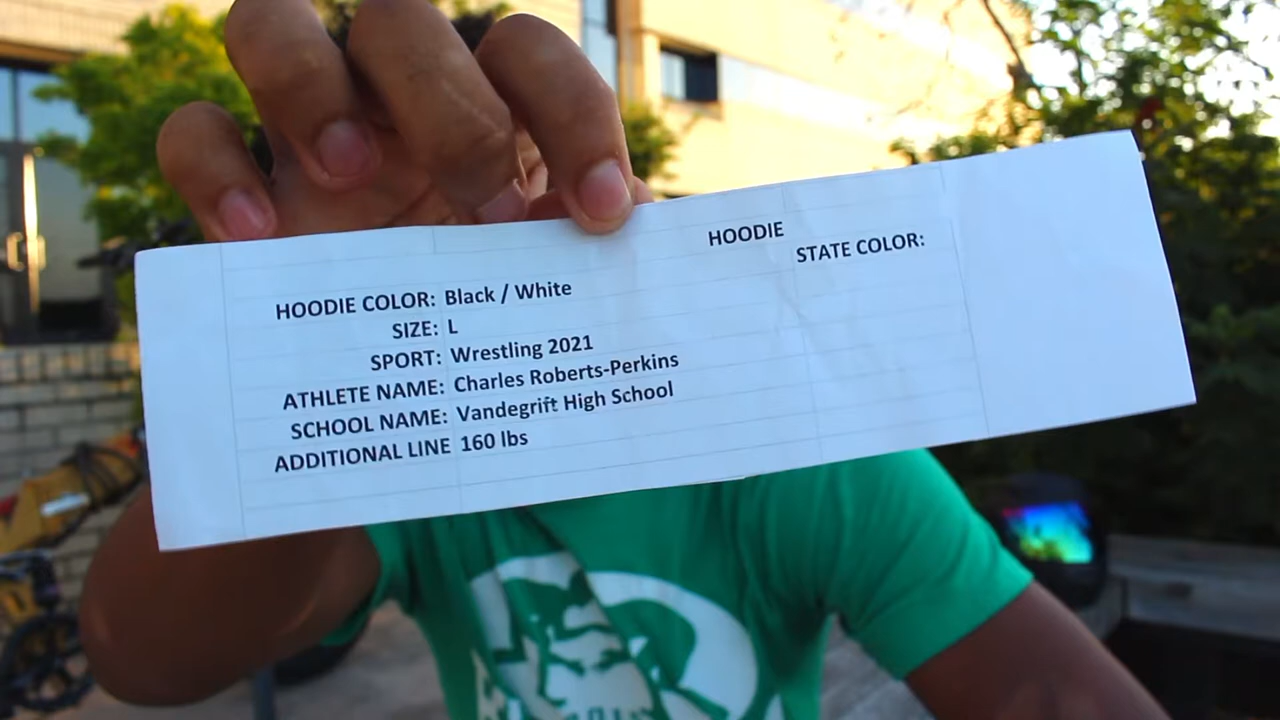 HOODIE
STATE COLOR:
HOODIE COLOR: Black / White
SIZE: L
SPORT: Wrestling 2021
ATHLETE NAME: Charles Roberts-Perkins
SCHOOL NAME: Vandegrift High School
ADDITIONAL LINE 160 lbs